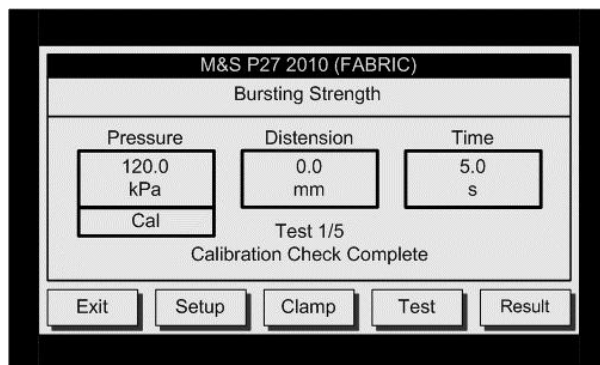 M&S P27 2010 (FABRIC)
Bursting Strength
Pressure Distension Time
120.0 0.0 5.0
kPa mm s
Cal
Test 1/5
Calibration Check Complete
Exit Setup Clamp Test Result